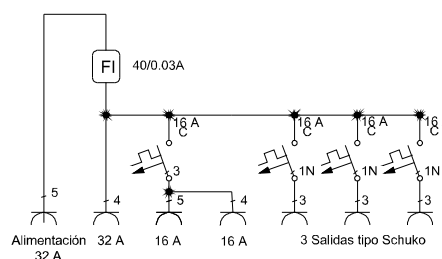 FI
40/0.03A
16 A
C
16 A
C
16 A
C
16 A
C
3
1N
1N
1N
5
4
5
4
3
3
3
Alimentación
32 A
32 A
16 A
16 A
3 Salidas tipo Schuko